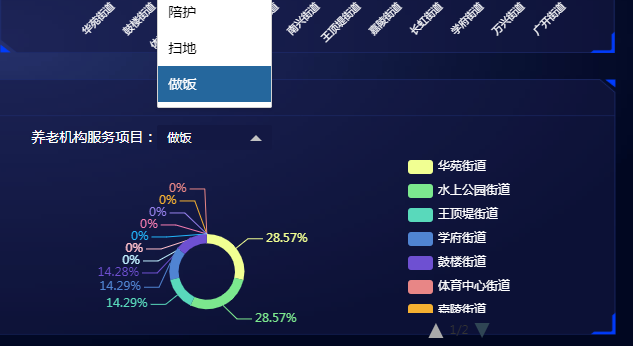 陪护
扫地
做饭
华苑街道
鼓楼街道
南兴街道
王顶堤街道
嘉陵街道
长虹街道
学府街道
万兴街道
广开街道
养老机构服务项目：
做饭
0%
0%
0%
0%
0%
0%
0%
14.28%
14.29%
14.29%
28.57%
28.57%
华苑街道
水上公园街道
王顶堤街道
学府街道
鼓楼街道
体育中心街道
嘉陵街道
1/2